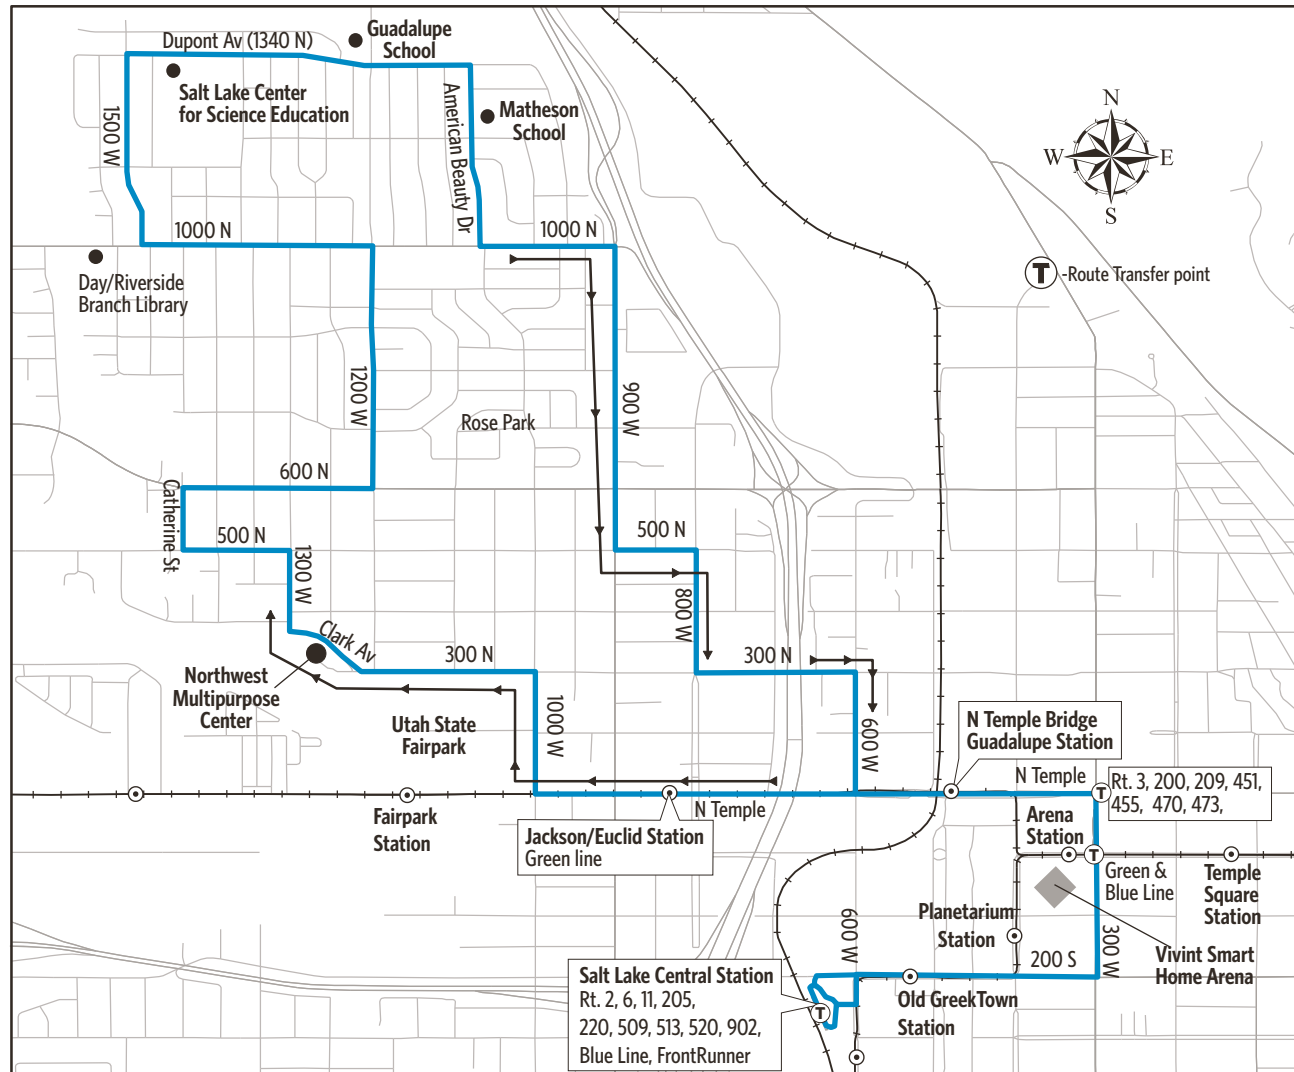 Guadalupe
School
Dupont Av (1340 N)
Salt Lake Center
for Science Education
1500 W
American Beauty Dr
Matheson
School
N
W
E
S
1000 N
1000 N
Day/Riverside
Branch Library
T
-Route Transfer point
1200 W
900 W
Rose Park
600 N
Catherine St
500 N
500 N
1300 W
800 W
Clark Av
300 N
300 N
Northwest
Multipurpose
Center
Utah State
Fairpark
1000 W
600 W
N Temple Bridge
Guadalupe Station
N Temple
T
Rt. 3, 200, 209, 451,
455, 470, 473,
Fairpark
Station
N Temple
Jackson/Euclid Station
Green line
Arena
Station
T
Green &
Blue Line
Temple
Square
Station
Planetarium
Station
600 W
300 W
Vivint Smart
Home Arena
200 S
Salt Lake Central Station
Rt. 2, 6, 11, 205,
220, 509, 513, 520, 902,
Blue Line, FrontRunner
T
Old GreekTown
Station